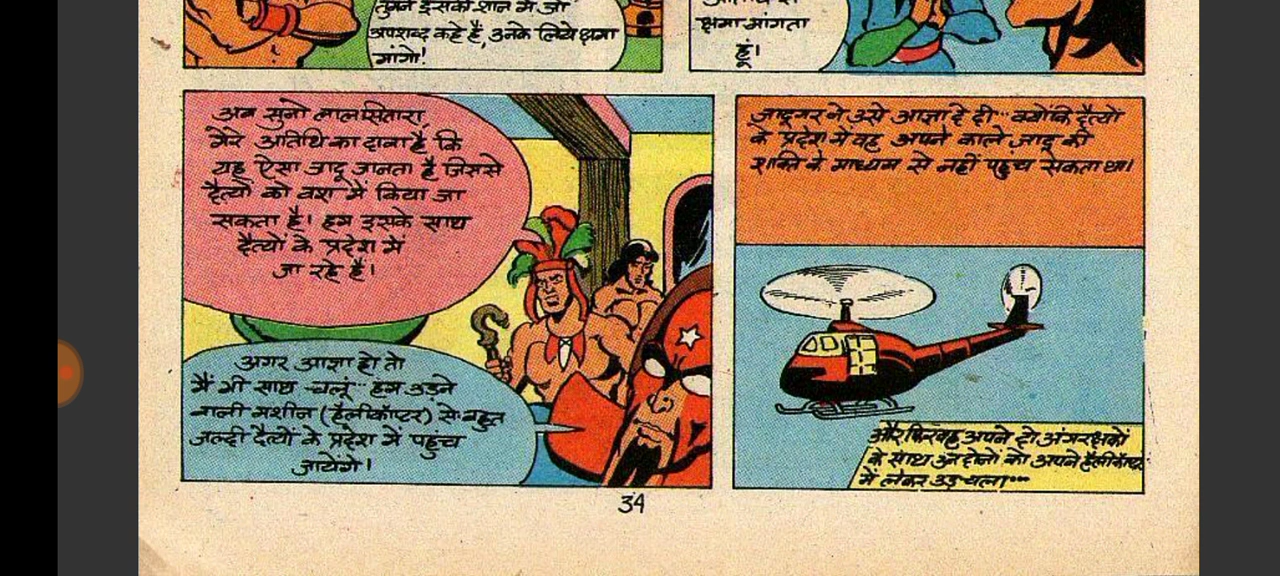 तुमने इसकी शान में जो
अपशब्द कहे हैं, उनके लिये क्षमा
मांगो!
क्षमा मांगता
हूं।
अब सुनो लाल सितारा
मेरे अतिथि का दावा है कि
यह ऐसा जादू जानता है जिससे
दैत्यों को वश में किया जा
सकता है। हम इसके साथ
दैत्यों के प्रदेश में
जा रहे हैं।
अगर आज्ञा हो तो
मैं भी साथ चलूं हम उड़ने
वाली मशीन (हैलीकॉप्टर) से बहुत
जल्दी दैत्यों के प्रदेश में पहुंच
जायेंगे।
जादूगर ने उसे आज्ञा दे दी... क्योंकि दैत्यों
के प्रदेश में वह अपने काले जादू की
शक्ति के माध्यम से नहीं पहुंच सकता था।
और फिर वह अपने दो अंगरक्षकों
के साथ उन दोनों को अपने हैलीकॉप्टर
में लेकर उड़ चला...
34